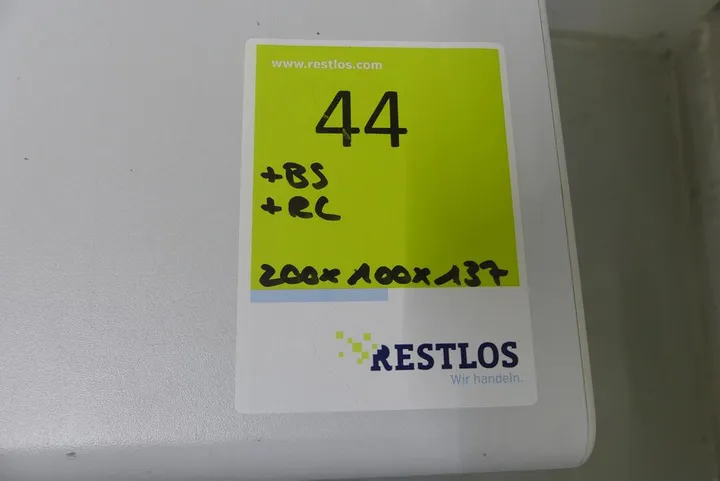 www.restlos.com
44
+BS
+RC
200x100x137
RESTLOS
Wir handeln.